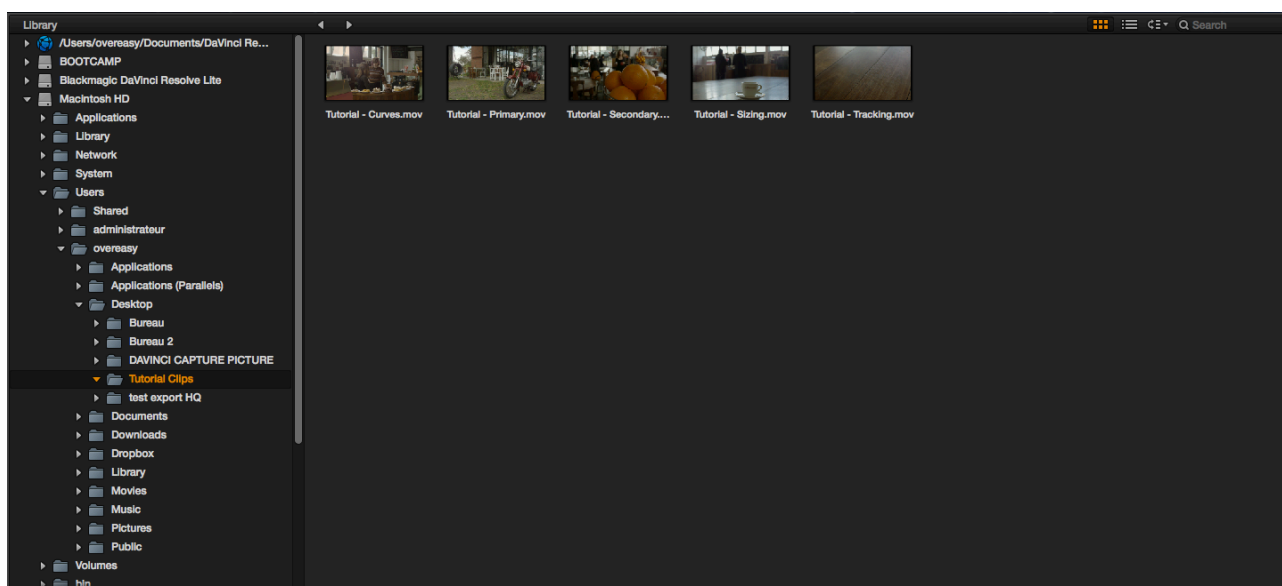 Library
Search
/Users/overeasy/Documents/DaVinci Re...
BOOTCAMP
Blackmagic DaVinci Resolve Lite
Macintosh HD
Applications
Library
Network
System
Users
Shared
administrateur
overeasy
Applications
Applications (Parallels)
Desktop
Bureau
Bureau 2
DAVINCI CAPTURE PICTURE
Tutorial Clips
test export HQ
Documents
Downloads
Dropbox
Library
Movies
Music
Pictures
Public
Volumes
bin
Tutorial - Curves.mov
Tutorial - Primary.mov
Tutorial - Secondary....
Tutorial - Sizing.mov
Tutorial - Tracking.mov